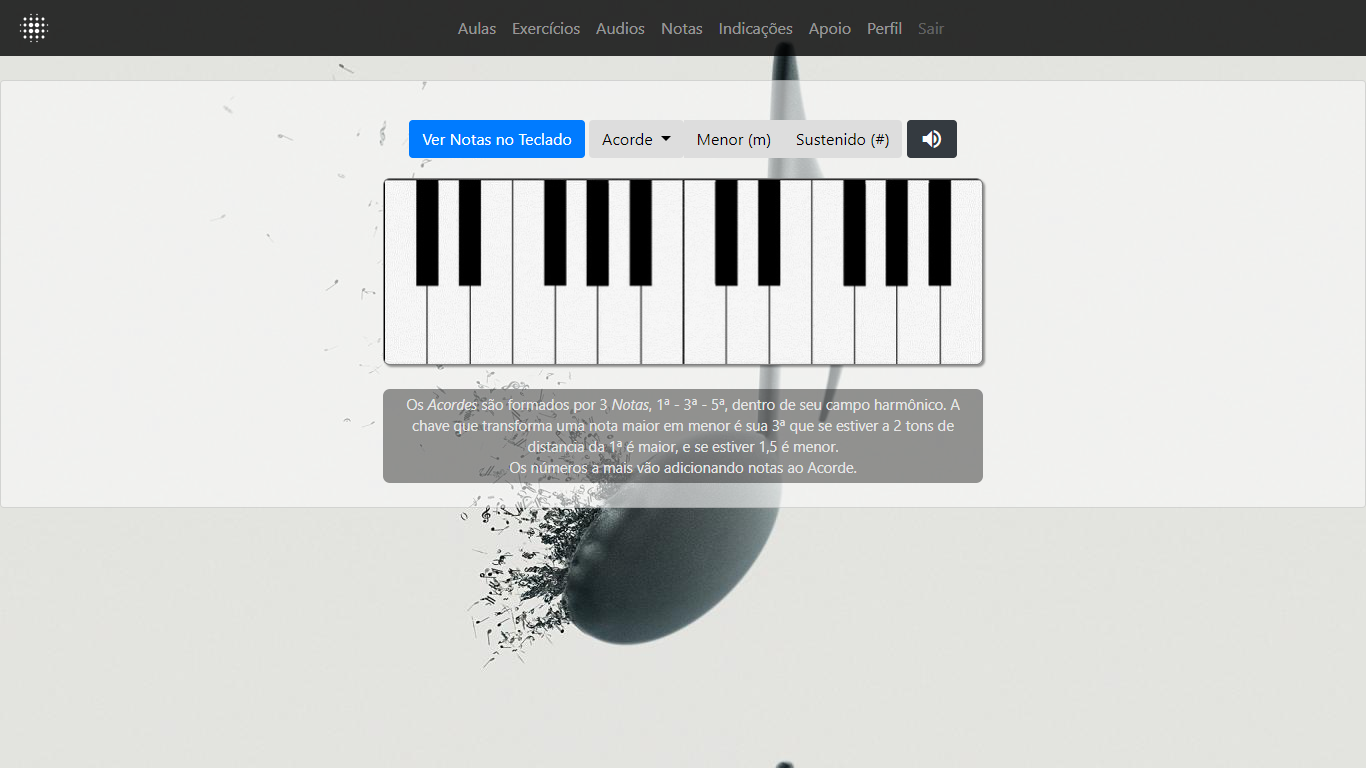 Aulas Exercícios Audios Notas Indicações Apoio Perfil Sair
Ver Notas no Teclado Acorde Menor (m) Sustenido (#)
Os Acordes são formados por 3 Notas, 1ª - 3ª - 5ª, dentro de seu campo harmônico. A
chave que transforma uma nota maior em menor é sua 3ª que se estiver a 2 tons de
distancia da 1ª é maior, e se estiver 1,5 é menor.
Os números a mais vão adicionando notas ao Acorde.